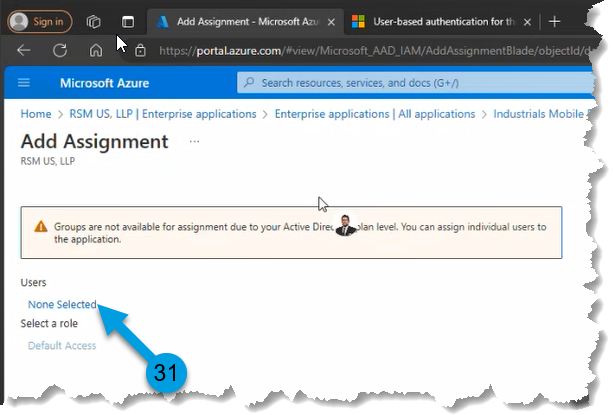 Sign in
Add Assignment - Microsoft Azu
User-based authentication for the
https://portal.azure.com/#view/Microsoft_AAD_IAM/AddAssignmentBlade/objectId/d
Microsoft Azure
Search resources, services, and docs (G+/)
Home > RSM US, LLP | Enterprise applications > Enterprise applications | All applications > Industrials Mobile
Add Assignment ...
RSM US, LLP
Groups are not available for assignment due to your Active Direc plan level. You can assign individual users to
the application.
Users
None Selected
Select a role
Default Access
31